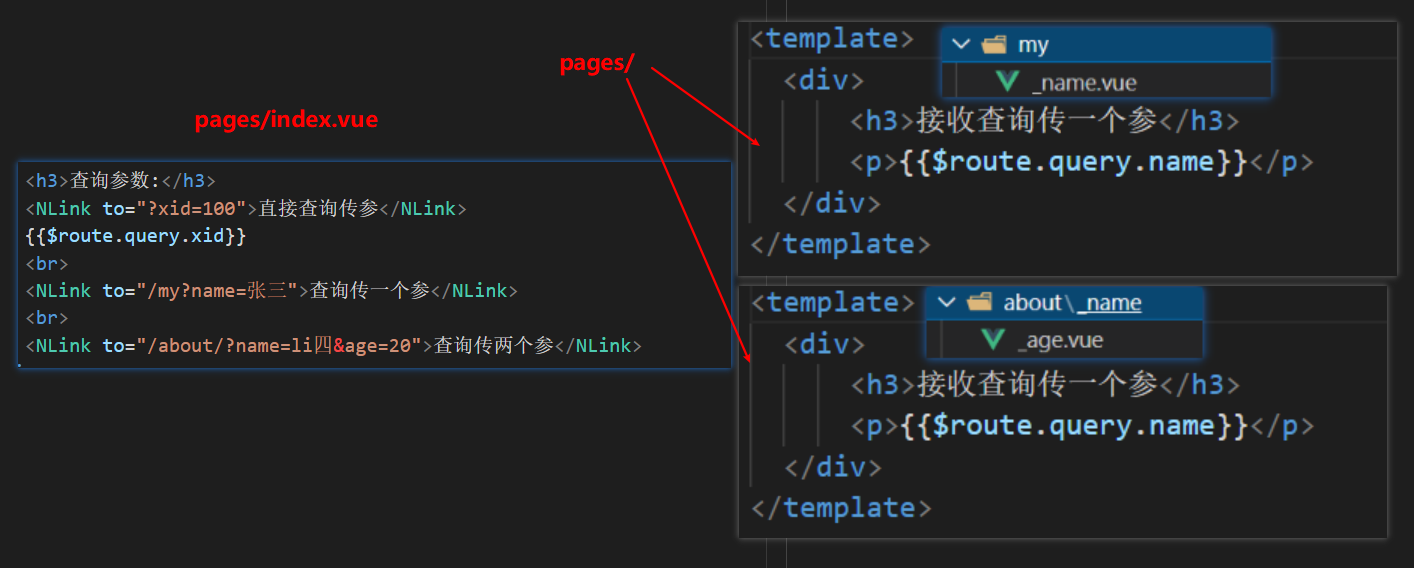 pages/index.vue
<h3>查询参数:</h3>
<NLink to="?xid=100">直接查询传参</NLink>
{{$route.query.xid}}
<br>
<NLink to="/my?name=张三">查询传一个参</NLink>
<br>
<NLink to="/about/?name=li四&age=20">查询传两个参</NLink>
pages/
<template>
my
_name.vue
<div>
<h3>接收查询传一个参</h3>
<p>{{$route.query.name}}</p>
</div>
</template>
<template>
about\_name
_age.vue
<div>
<h3>接收查询传一个参</h3>
<p>{{$route.query.name}}</p>
</div>
</template>